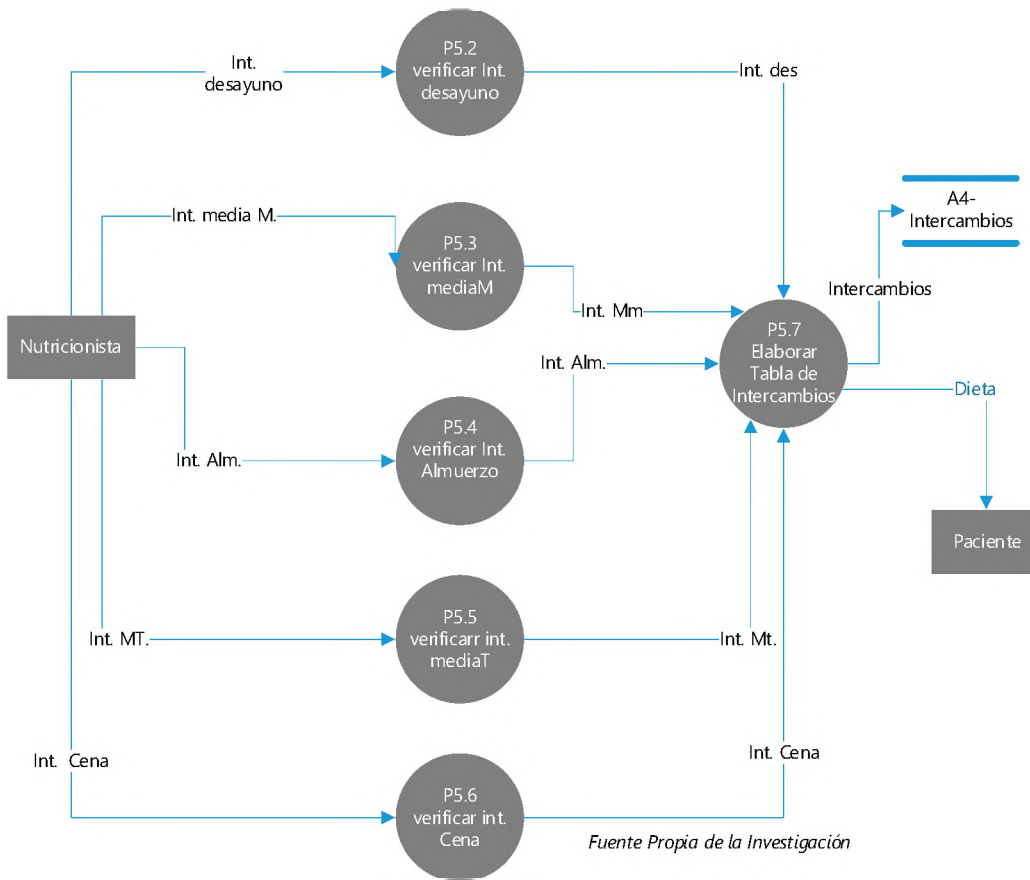 Int.
desayuno
P5.2
verificar Int.
desayuno
Int. des
A4-
Intercambios
Int. media M.
P5.3
verificar Int.
mediaM
Int. Mm
Intercambios
Nutricionista
P5.7
Elaborar
Tabla de
Intercambios
Int. Alm.
Dieta
Int. Alm.
P5.4
verificar Int.
Almuerzo
Paciente
Int. MT.
P5.5
verificarr int.
mediaT
Int. Mt.
Int. Cena
Int. Cena
P5.6
verificar int.
Cena
Fuente Propia de la Investigación